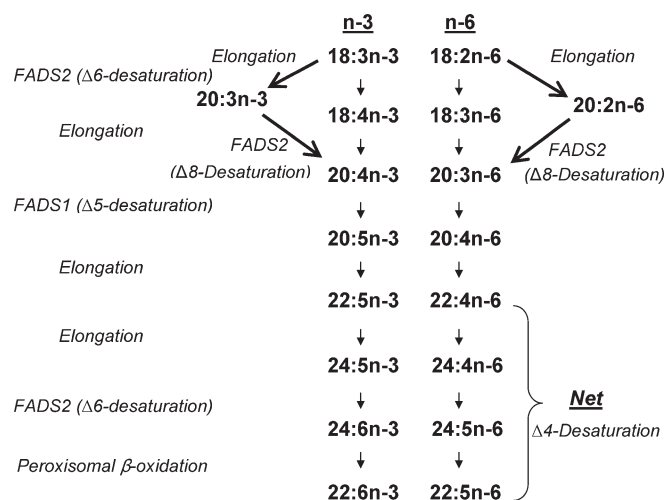 n-3 n-6
Elongation 18:3n-3 18:2n-6 Elongation
FADS2 (Δ6-desaturation)
20:3n-3 20:2n-6
18:4n-3 18:3n-6
Elongation
FADS2 FADS2
(Δ8-Desaturation) 20:4n-3 20:3n-6 (Δ8-Desaturation)
FADS1 (Δ5-desaturation)
20:5n-3 20:4n-6
Elongation
22:5n-3 22:4n-6
Elongation
24:5n-3 24:4n-6
Net
FADS2 (Δ6-desaturation)
24:6n-3 24:5n-6 Δ4-Desaturation
Peroxisomal β-oxidation
22:6n-3 22:5n-6